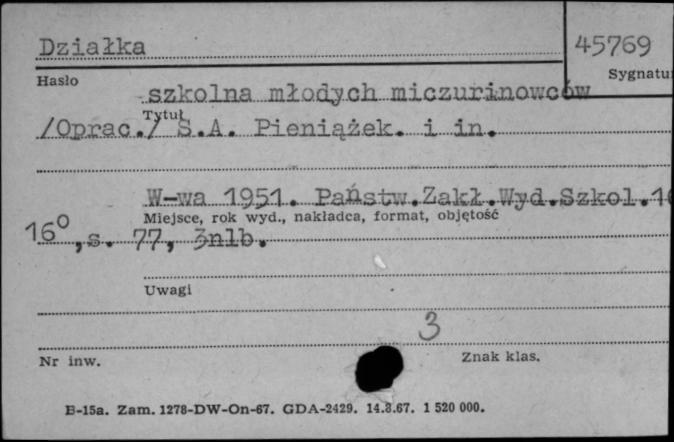 Działka 45769
Hasło Sygnatu
szkolna młodych miczurinowców
Tytuł
/Oprac./ S.A. Pieniążek. i in.
W-wa 1951. Państw.Zakł.Wyd.Szkol.
Miejsce, rok wyd., nakładca, format, objętość
16⁰, s. 77, 3nlb.
Uwagi
3
Nr inw. Znak klas.
B-15a. Zam. 1278-DW-On-67. GDA-2429. 14.3.67. 1 520 000.